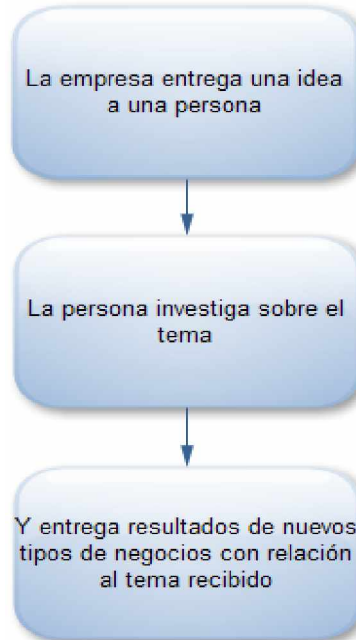 La empresa entrega una idea
a una persona
La persona investiga sobre el
tema
Y entrega resultados de nuevos
tipos de negocios con relación
al tema recibido